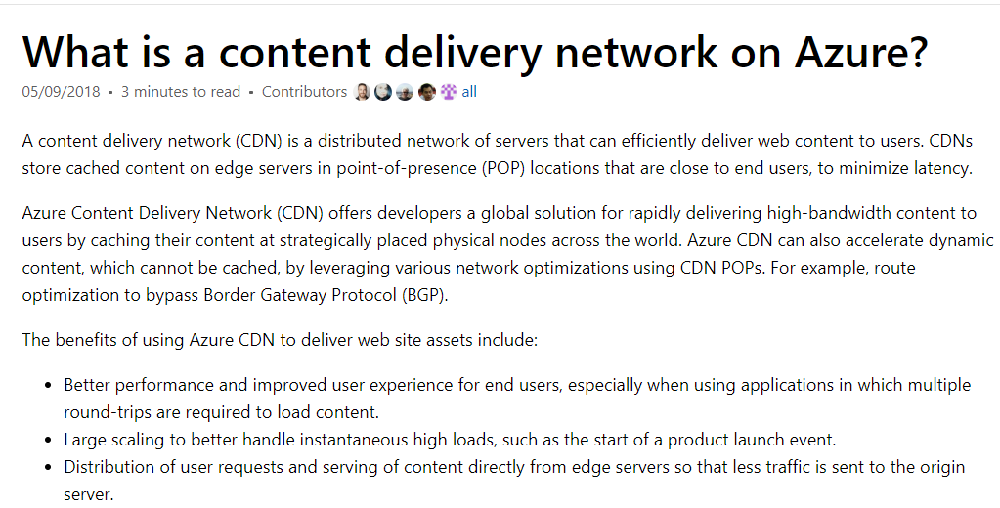 What is a content delivery network on Azure?
05/09/2018 • 3 minutes to read • Contributors all
A content delivery network (CDN) is a distributed network of servers that can efficiently deliver web content to users. CDNs
store cached content on edge servers in point-of-presence (POP) locations that are close to end users, to minimize latency.
Azure Content Delivery Network (CDN) offers developers a global solution for rapidly delivering high-bandwidth content to
users by caching their content at strategically placed physical nodes across the world. Azure CDN can also accelerate dynamic
content, which cannot be cached, by leveraging various network optimizations using CDN POPs. For example, route
optimization to bypass Border Gateway Protocol (BGP).
The benefits of using Azure CDN to deliver web site assets include:
• Better performance and improved user experience for end users, especially when using applications in which multiple
round-trips are required to load content.
• Large scaling to better handle instantaneous high loads, such as the start of a product launch event.
• Distribution of user requests and serving of content directly from edge servers so that less traffic is sent to the origin
server.